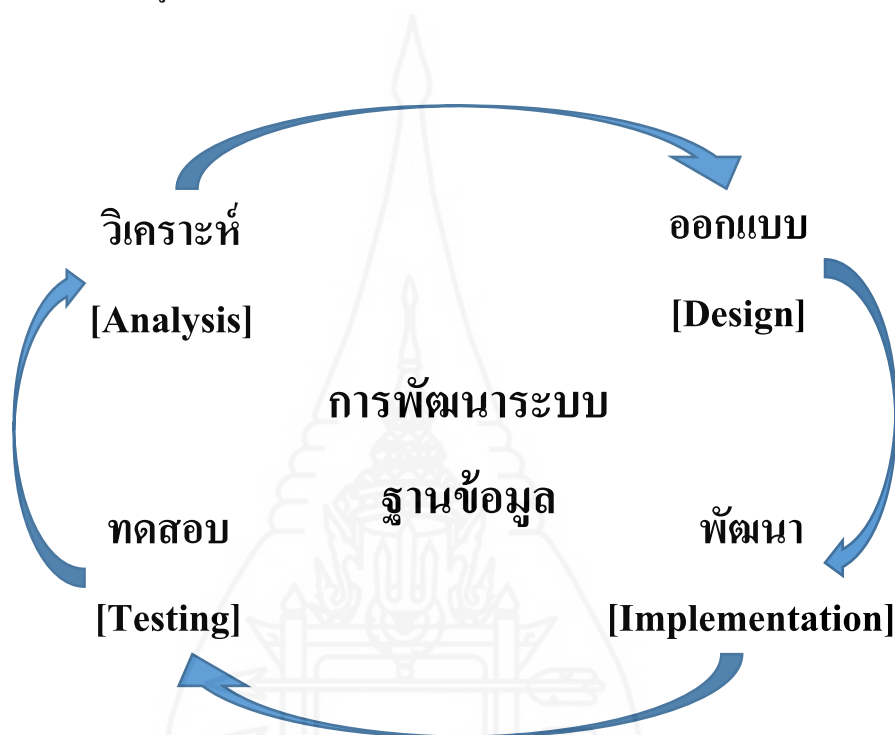 วิเคราะห์
[Analysis]
ออกแบบ
[Design]
การพัฒนาระบบ
ฐานข้อมูล
ทดสอบ
[Testing]
พัฒนา
[Implementation]